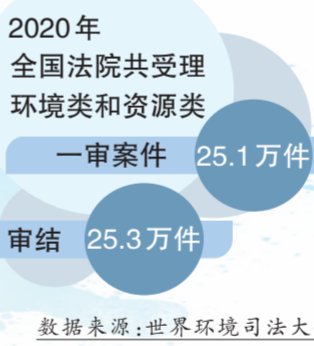 2020年
全国法院共受理
环境类和资源类
一审案件 25.1万件
审结 25.3万件
数据来源:世界环境司法大